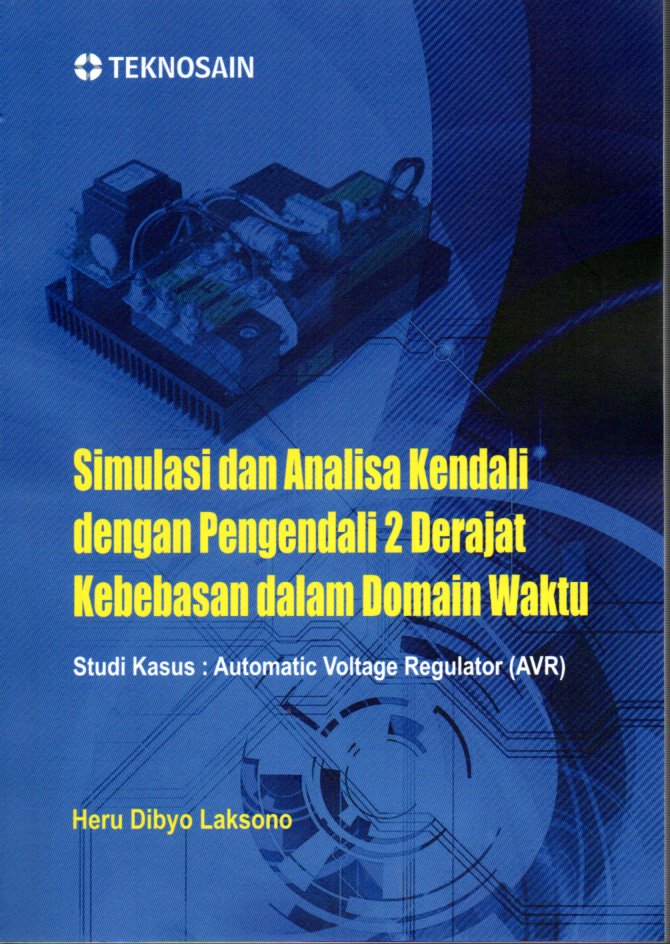 TEKNOSAIN
Simulasi dan Analisa Kendali
dengan Pengendali 2 Derajat
Kebebasan dalam Domain Waktu
Studi Kasus : Automatic Voltage Regulator (AVR)
Heru Dibyo Laksono